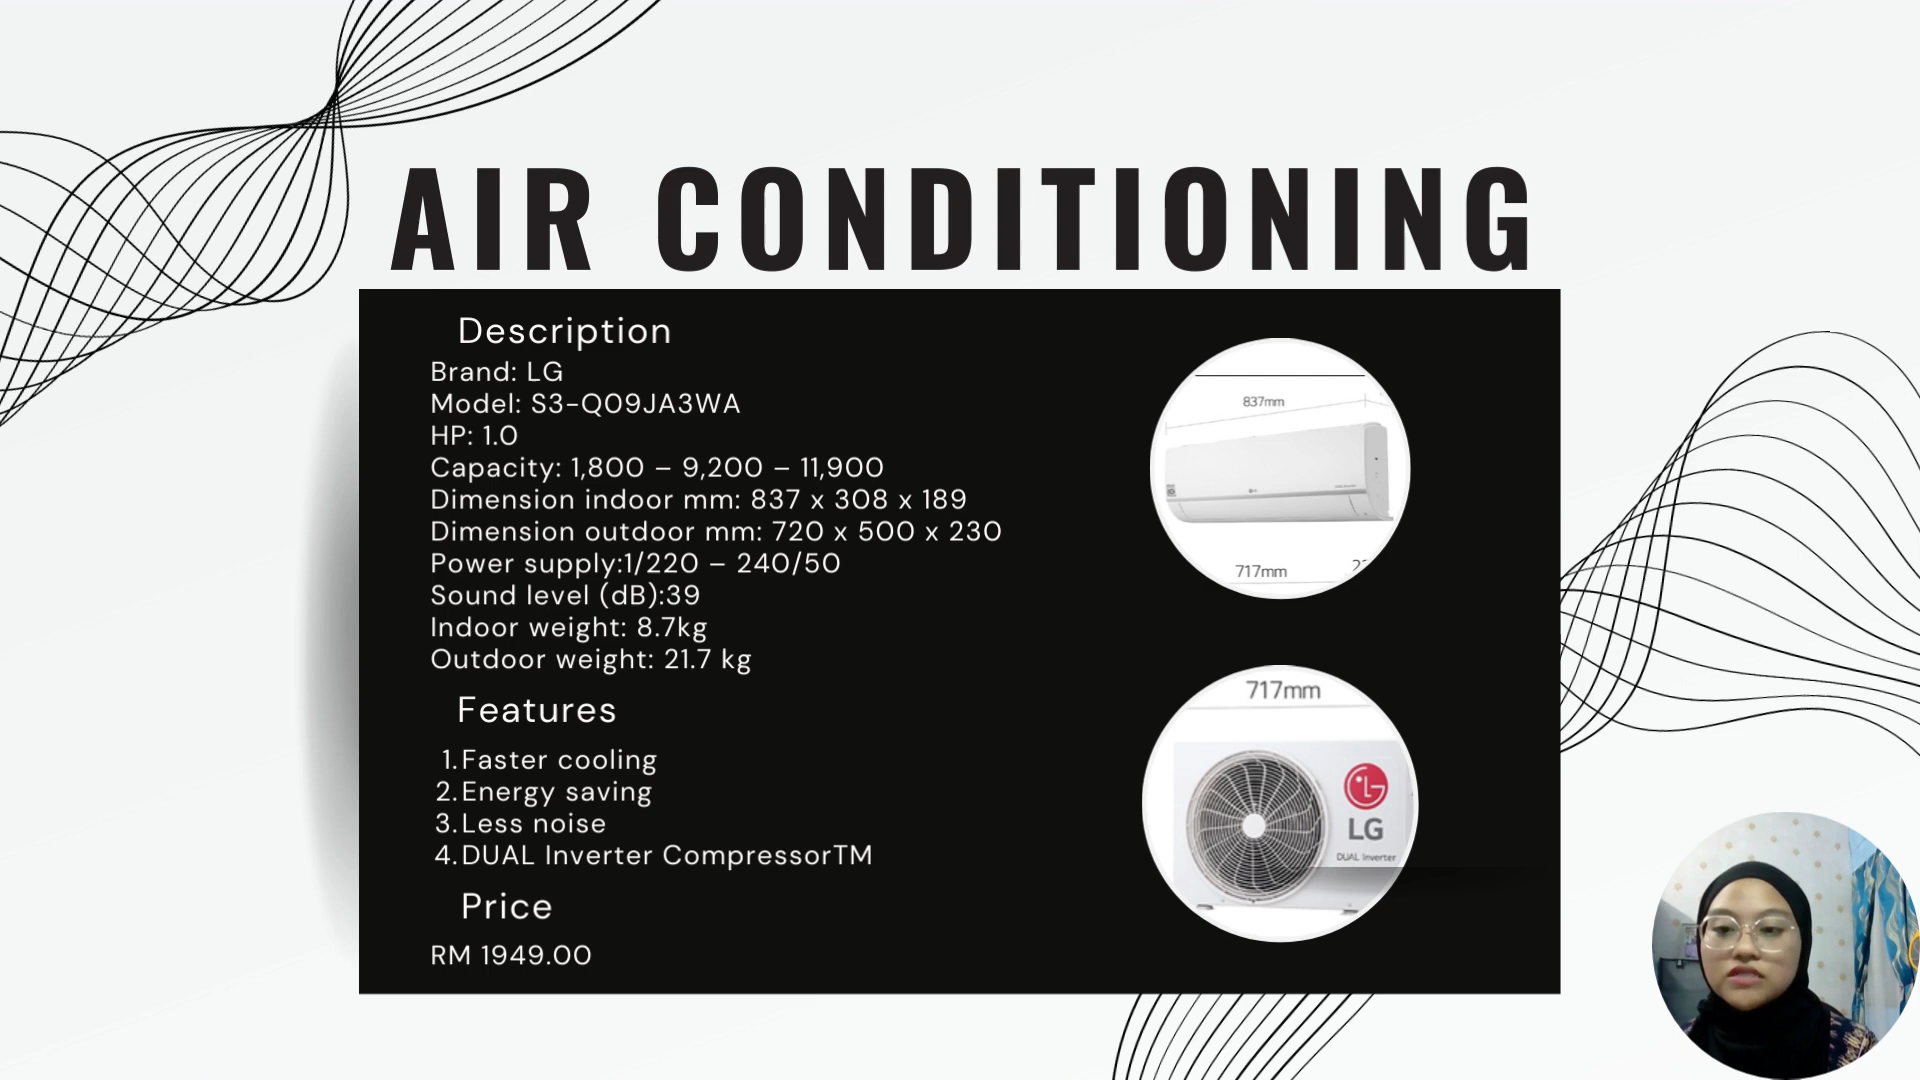 AIR CONDITIONING
Description
Brand: LG
Model: S3-Q09JA3WA
HP: 1.0
Capacity: 1,800 – 9,200 – 11,900
Dimension indoor mm: 837 x 308 x 189
Dimension outdoor mm: 720 x 500 x 230
Power supply:1/220 – 240/50
Sound level (dB):39
Indoor weight: 8.7kg
Outdoor weight: 21.7 kg
Features
1.Faster cooling
2.Energy saving
3.Less noise
4.DUAL Inverter CompressorTM
Price
RM 1949.00
837mm
717mm
717mm
LG
DUAL Inverter